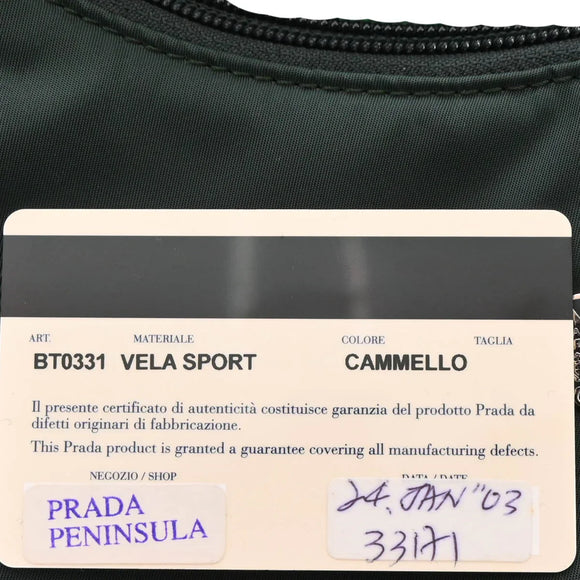 ART. MATERIALE COLORE TAGLIA
BT0331 VELA SPORT CAMMELLO
Il presente certificato di autenticità costituisce garanzia del prodotto Prada da
difetti originari di fabbricazione.
This Prada product is granted a guarantee covering all manufacturing defects.
NEGOZIO / SHOP DATA / DATE
PRADA
PENINSULA
24. JAN "03
33171